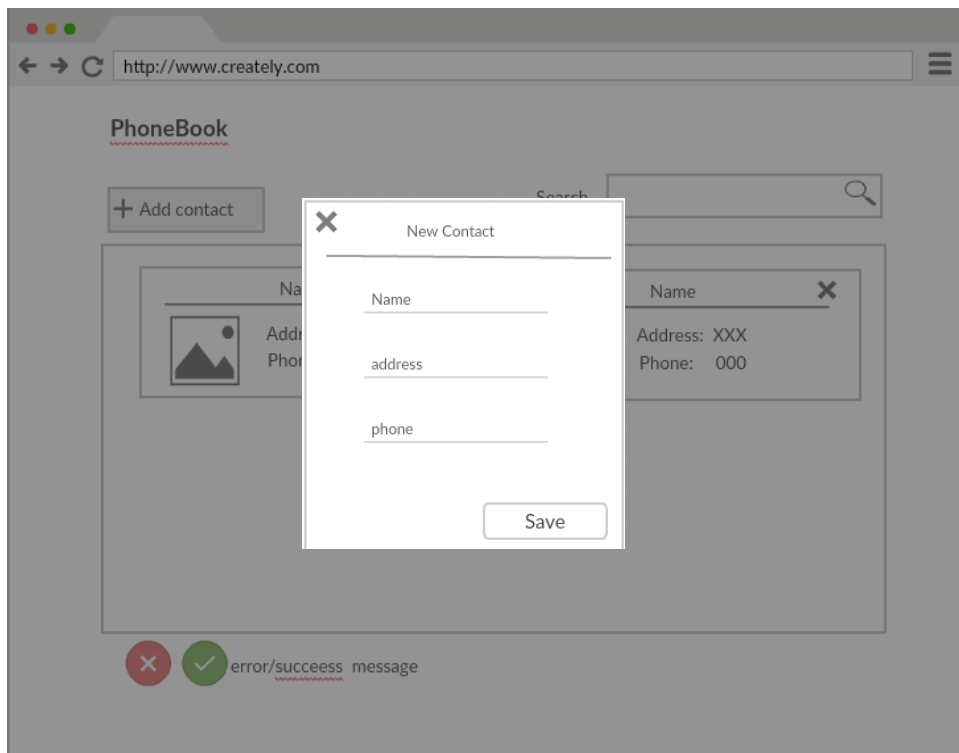 http://www.creately.com
PhoneBook
Add contact
Search
New Contact
Name
address
phone
Save
Name
Address: XXX
Phone: 000
error/succeess message